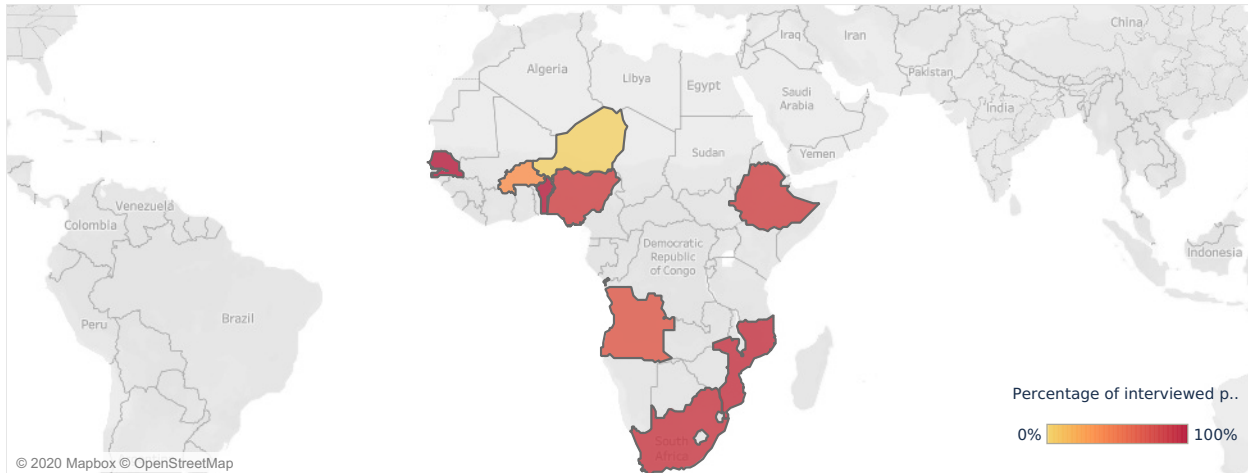 China
Iraq
Iran
Algeria
Libya
Egypt
Pakistan
Saudi
Arabia
India
Sudan
Yemen
Venezuela
Colombia
Democratic
Republic
of Congo
Indonesia
Peru
Brazil
Percentage of interviewed p..
0%
100%
South
Africa
© 2020 Mapbox © OpenStreetMap